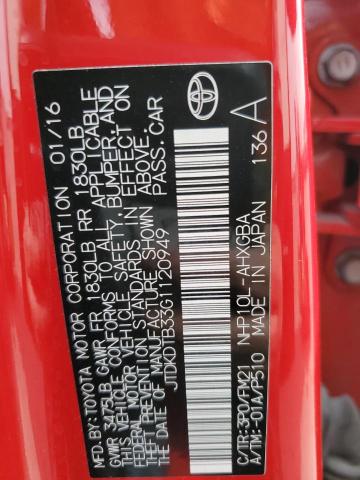 MFD. BY: TOYOTA MOTOR CORPORATION 01/16
GVWR 3475LB GAWR FR 1830LB RR 1830LB
THIS VEHICLE CONFORMS TO ALL APPLICABLE
FEDERAL MOTOR VEHICLE SAFETY, BUMPER, AND
THEFT PREVENTION STANDARDS IN EFFECT ON
THE DATE OF MANUFACTURE SHOWN ABOVE.
JTDKDTB33G1120949 PASS. CAR
C/TR:3P0/FM21 NHP10L-AHXGBA
A/TM:-01A/P510 MADE IN JAPAN 136 A
TOYOTA